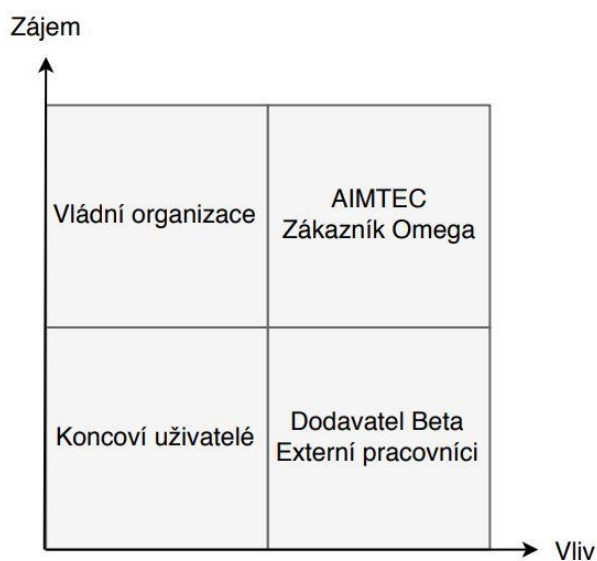 Zájem
Vládní organizace
AIMTEC
Zákazník Omega
Koncoví uživatelé
Dodavatel Beta
Externí pracovníci
Vliv